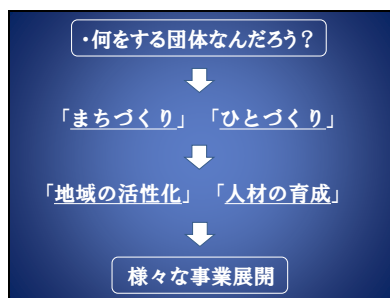 ・何をする団体なんだろう？
「まちづくり」 「ひとづくり」
「地域の活性化」 「人材の育成」
様々な事業展開